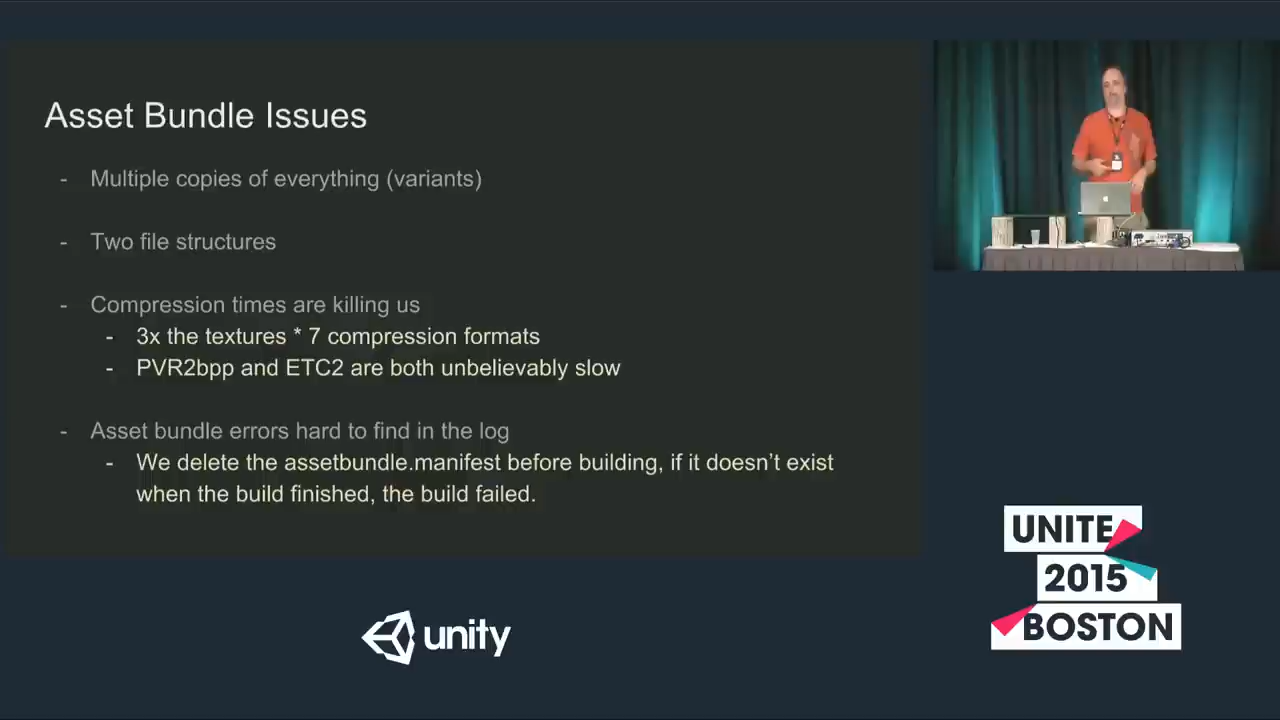 Asset Bundle Issues
- Multiple copies of everything (variants)
- Two file structures
- Compression times are killing us
- 3x the textures * 7 compression formats
- PVR2bpp and ETC2 are both unbelievably slow
- Asset bundle errors hard to find in the log
- We delete the assetbundle.manifest before building, if it doesn’t exist
when the build finished, the build failed.
UNITE
2015
BOSTON
unity